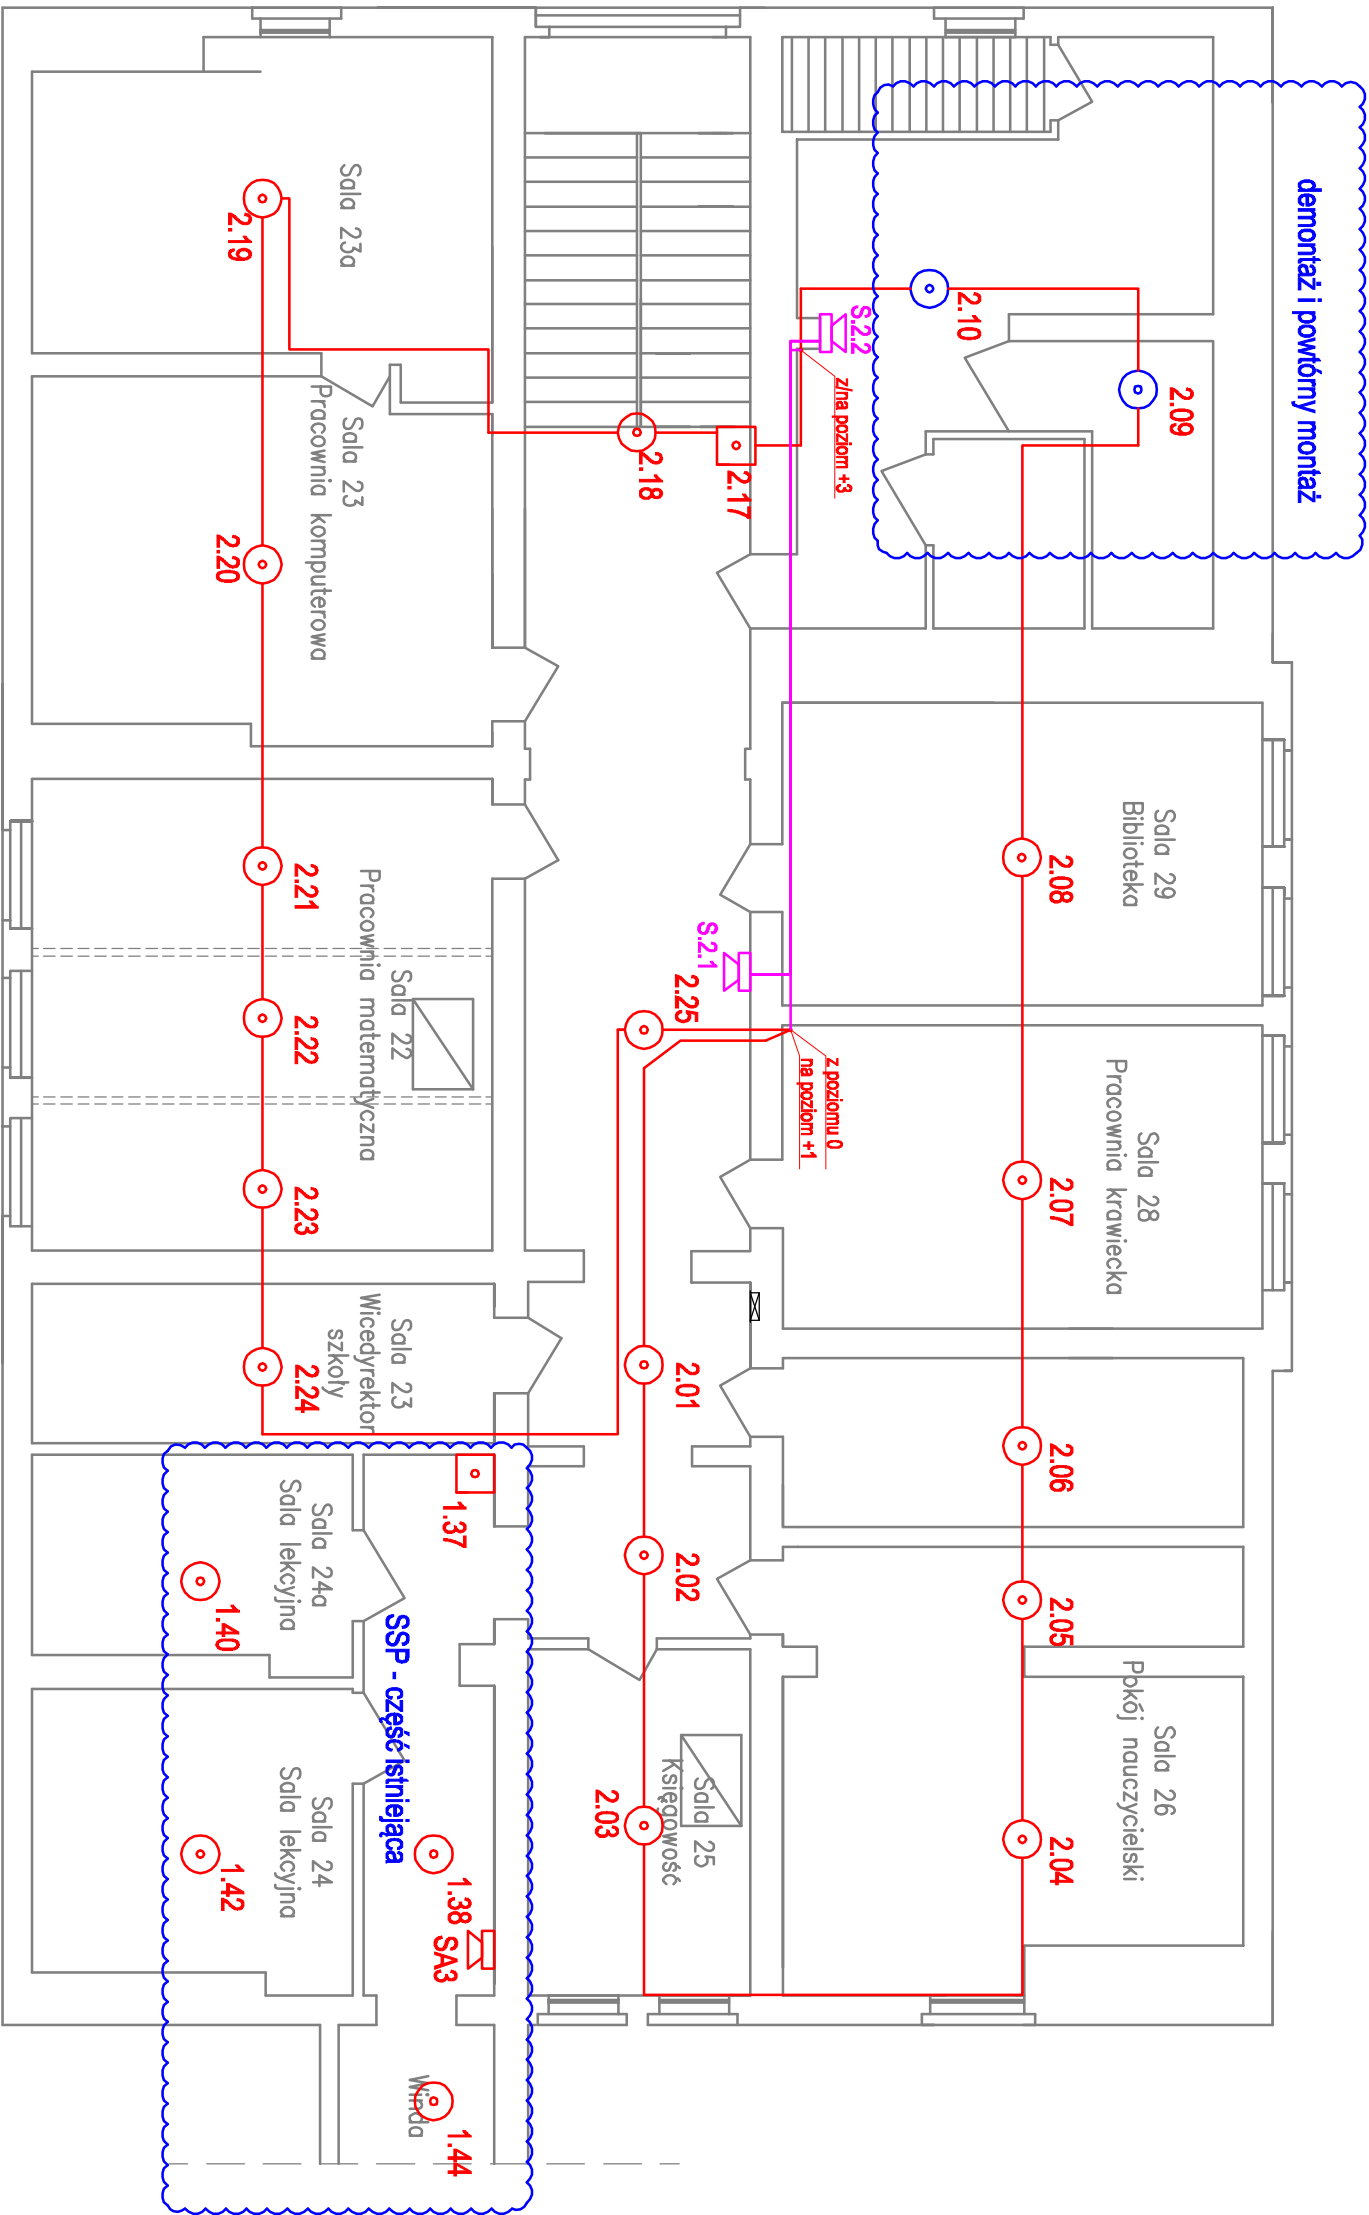 demontaż i powtórny montaż
2.09
2.10
S.2.2
z/na poziom +3
2.17
2.18
Sala 23a
2.19
Sala 23
Pracownia komputerowa
2.20
Sala 29
Biblioteka
2.08
S.2.1
2.25
z poziomu 0
na poziom +1
Sala 28
Pracownia krawiecka
2.07
2.21
Sala 22
Pracownia matematyczna
2.22
2.23
Sala 23
Wicedyrektor
szkoły
2.24
2.01
2.06
2.02
2.05
Sala 26
Pokój nauczycielski
2.04
Sala 25
Księgowość
2.03
1.37
Sala 24a
Sala lekcyjna
1.40
SSP - część istniejąca
Sala 24
Sala lekcyjna
1.42
1.38
SA3
Winda
1.44